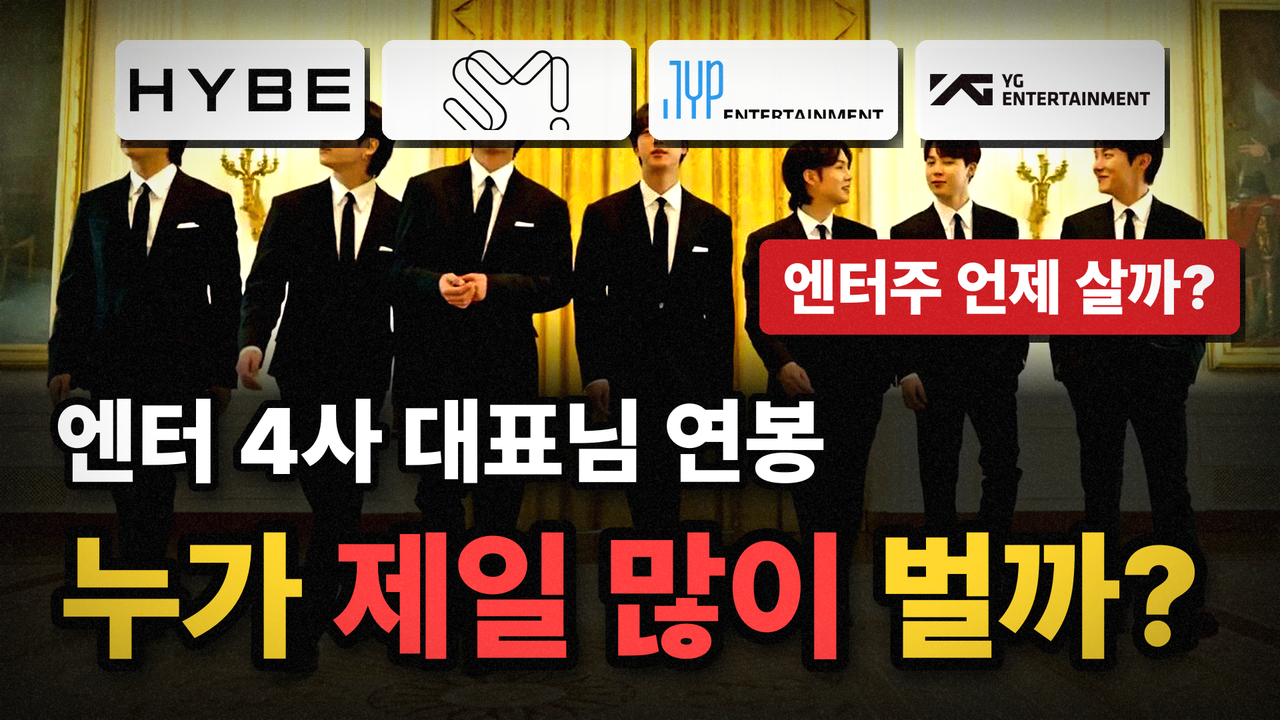 HYBE
SM!
JYP
ENTERTAINMENT
YG
ENTERTAINMENT
엔터주 언제 살까?
엔터 4사 대표님 연봉
누가 제일 많이 벌까?